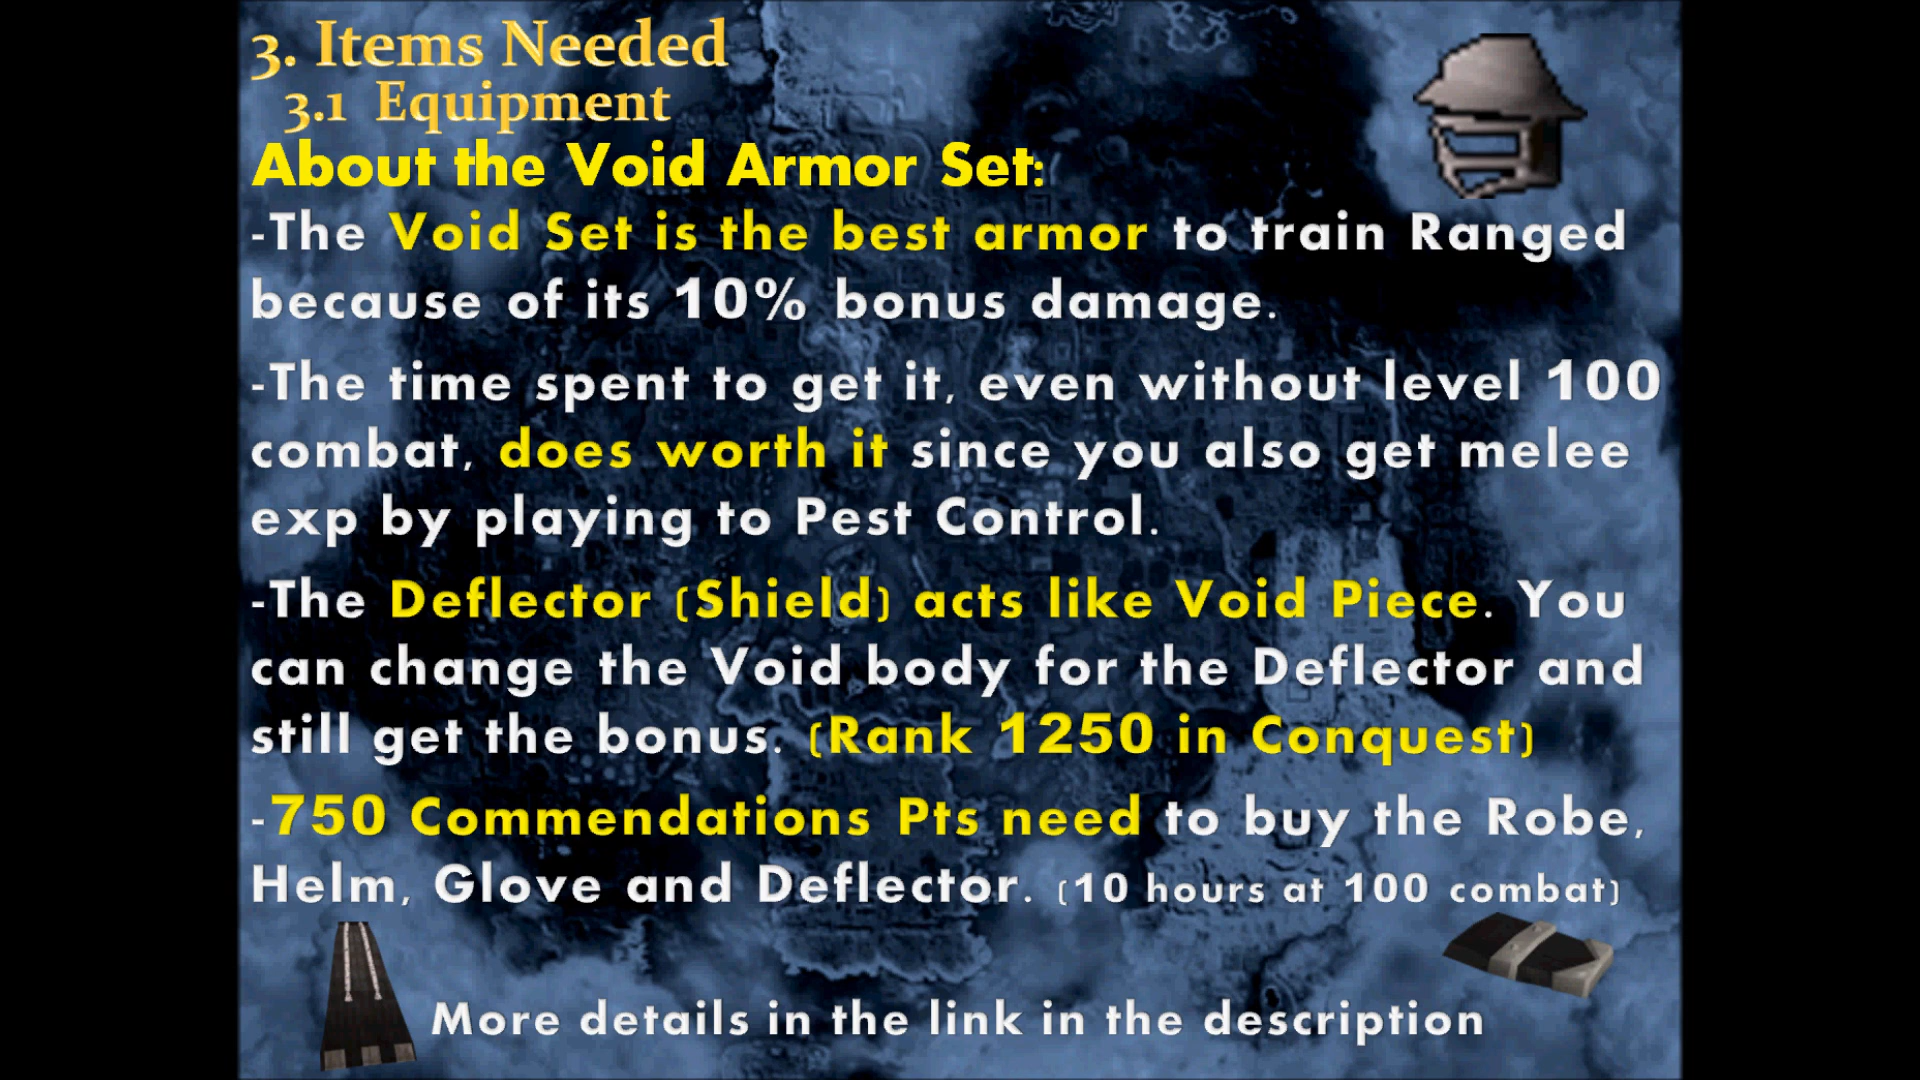 3. Items Needed
3.1 Equipment
About the Void Armor Set:
-The Void Set is the best armor to train Ranged
because of its 10% bonus damage.
-The time spent to get it, even without level 100
combat, does worth it since you also get melee
exp by playing to Pest Control.
-The Deflector (Shield) acts like Void Piece. You
can change the Void body for the Deflector and
still get the bonus. (Rank 1250 in Conquest)
-750 Commendations Pts need to buy the Robe,
Helm, Glove and Deflector. (10 hours at 100 combat)
More details in the link in the description